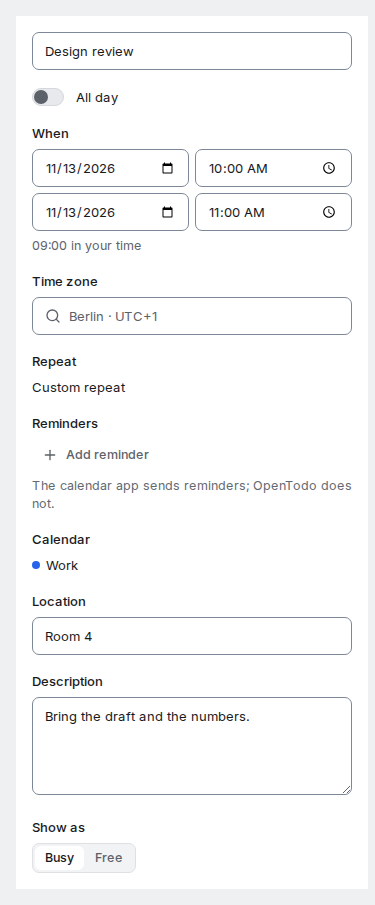 Design review
All day
When
11/13/2026 10:00 AM
11/13/2026 11:00 AM
09:00 in your time
Time zone
Berlin · UTC+1
Repeat
Custom repeat
Reminders
Add reminder
The calendar app sends reminders; OpenTodo does
not.
Calendar
Work
Location
Room 4
Description
Bring the draft and the numbers.
Show as
Busy Free